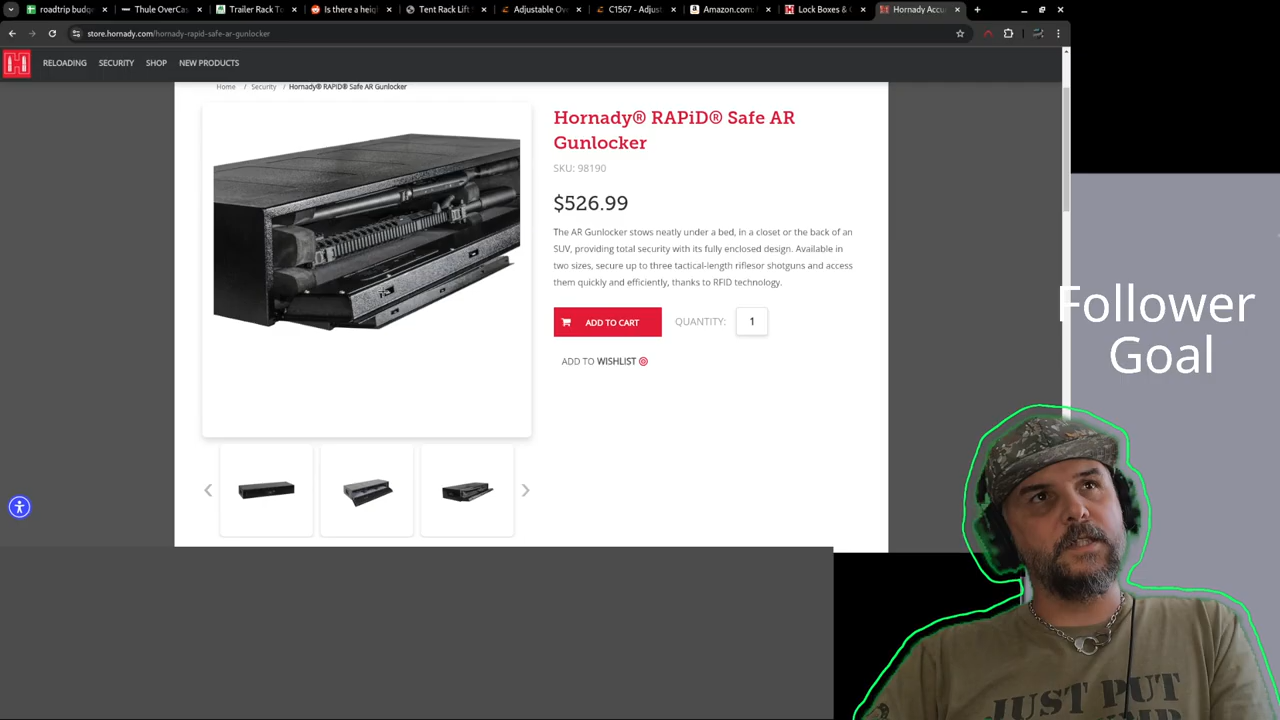 roadtrip budge
Thule OverCas
Trailer Rack To
Is there a heig
Tent Rack Lift
Adjustable Ov
C1567 - Adjust
Amazon.com:
Lock Boxes &
Hornady Accu
store.hornady.com/hornady-rapid-safe-ar-gunlocker
H RELOADING SECURITY SHOP NEW PRODUCTS
Home / Security / Hornady® RAPiD® Safe AR Gunlocker
Hornady® RAPiD® Safe AR
Gunlocker
SKU: 98190
$526.99
The AR Gunlocker stows neatly under a bed, in a closet or the back of an
SUV, providing total security with its fully enclosed design. Available in
two sizes, secure up to three tactical-length riflesor shotguns and access
them quickly and efficiently, thanks to RFID technology.
ADD TO CART QUANTITY: 1
ADD TO WISHLIST
Follower
Goal
JUST PUT